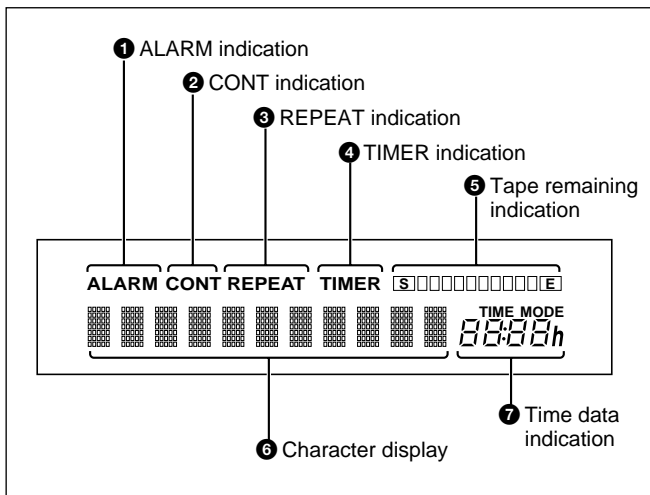 ❶ ALARM indication
❷ CONT indication
❸ REPEAT indication
❹ TIMER indication
❺ Tape remaining
indication
ALARM CONT REPEAT TIMER S E
TIME MODE
88:88h
❼ Time data
indication
❻ Character display